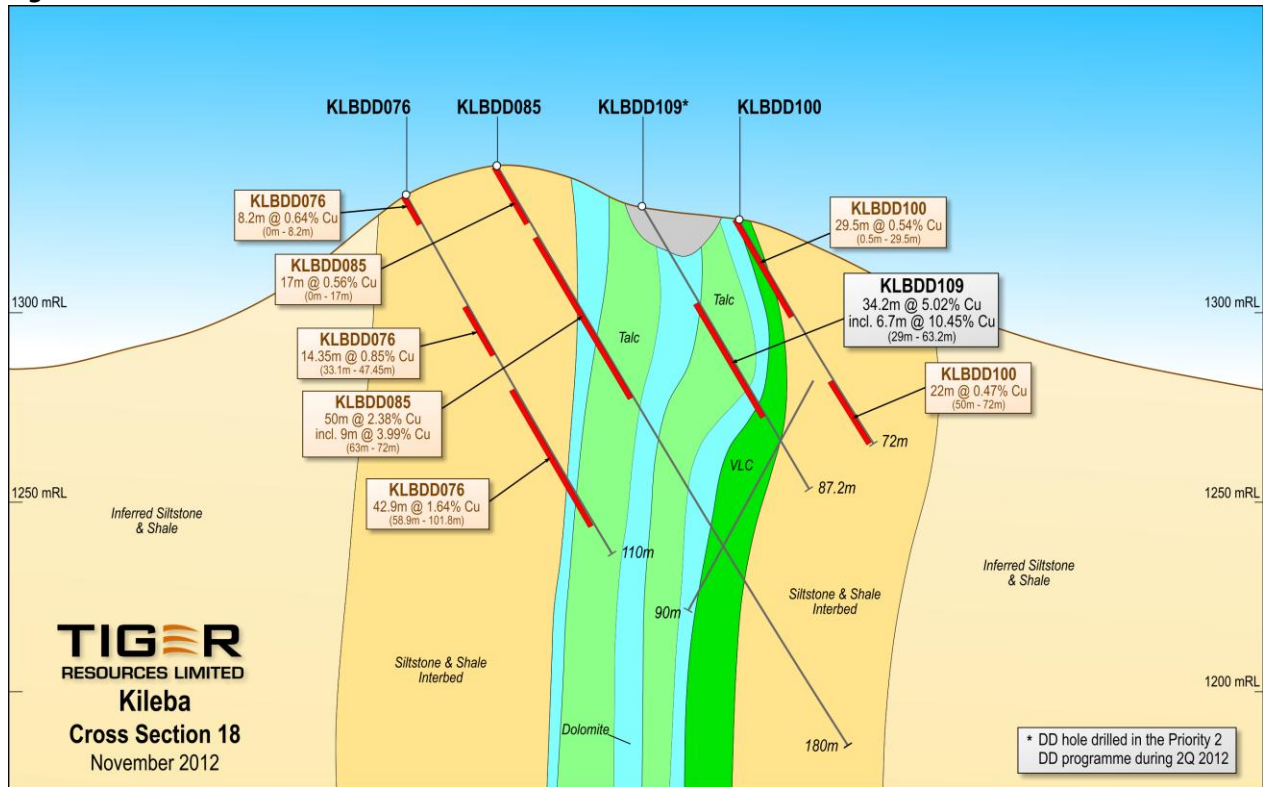 KLBDD076
KLBDD085
KLBDD109*
KLBDD100
KLBDD076
8.2m @ 0.64% Cu
(0m - 8.2m)
KLBDD085
17m @ 0.56% Cu
(0m - 17m)
KLBDD076
14.35m @ 0.85% Cu
(33.1m - 47.45m)
KLBDD085
50m @ 2.38% Cu
incl. 9m @ 3.99% Cu
(63m - 72m)
KLBDD076
42.9m @ 1.64% Cu
(58.9m - 101.8m)
KLBDD100
29.5m @ 0.54% Cu
(0.5m - 29.5m)
KLBDD109
34.2m @ 5.02% Cu
incl. 6.7m @ 10.45% Cu
(29m - 63.2m)
KLBDD100
22m @ 0.47% Cu
(50m - 72m)
1300 mRL
1300 mRL
1250 mRL
1250 mRL
1200 mRL
Talc
Talc
VLC
72m
87.2m
110m
90m
180m
Inferred Siltstone
& Shale
Siltstone & Shale
Interbed
Dolomite
Siltstone & Shale
Interbed
Inferred Siltstone
& Shale
TIGER
RESOURCES LIMITED
Kileba
Cross Section 18
November 2012
* DD hole drilled in the Priority 2
DD programme during 2Q 2012